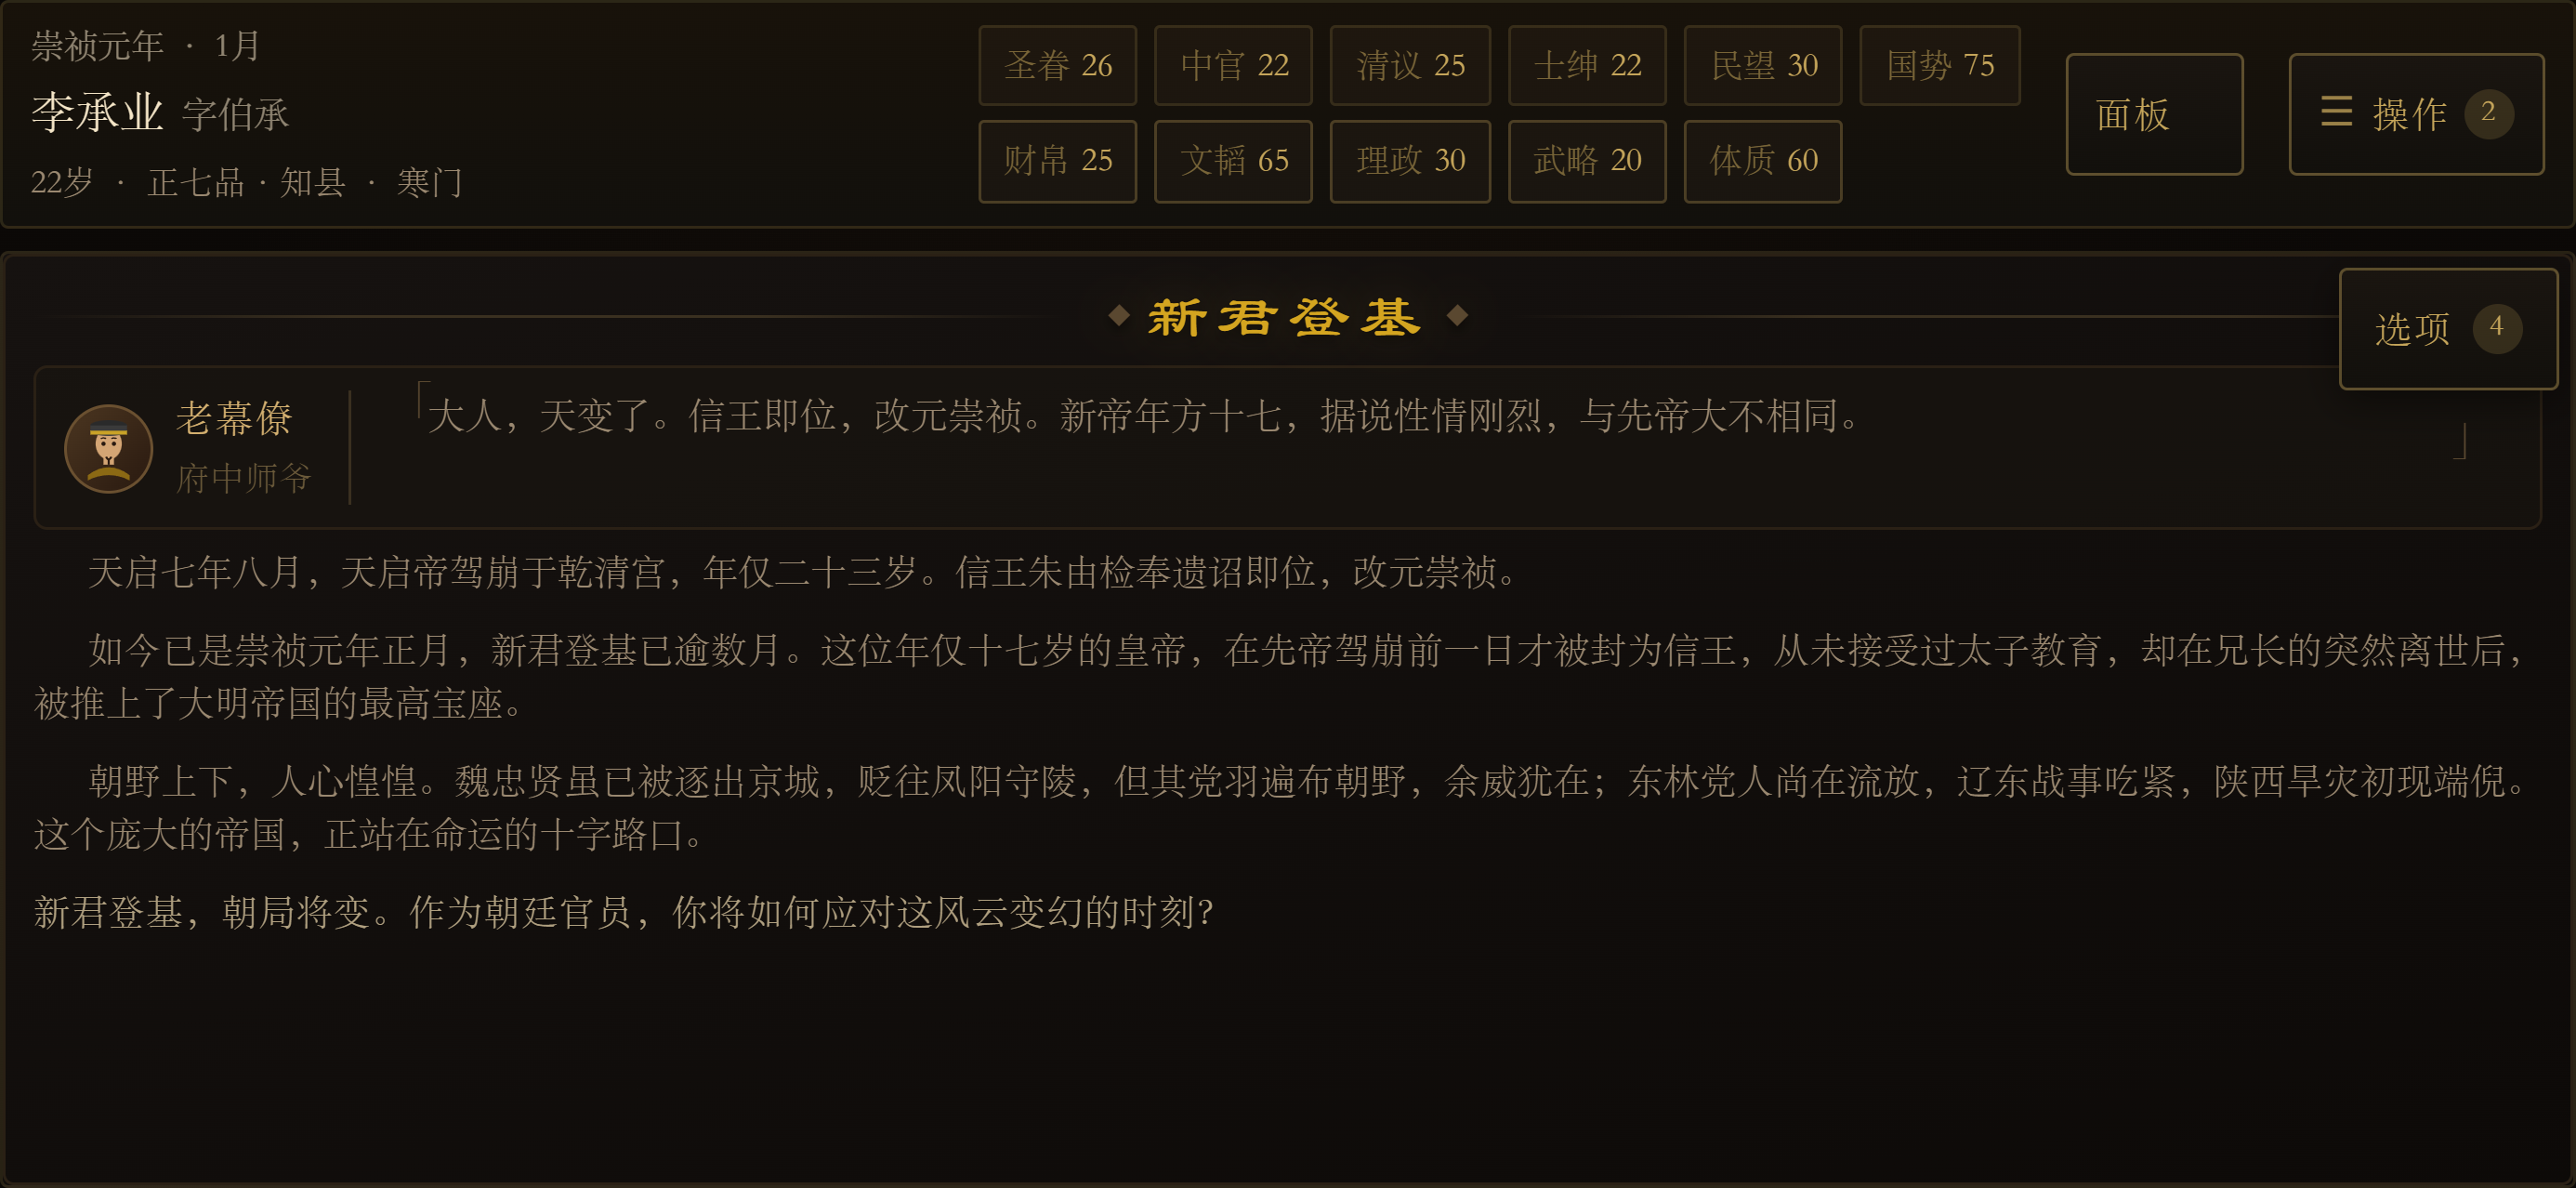 崇祯元年 · 1月
李承业 字伯承
22岁 · 正七品 · 知县 · 寒门
圣眷 26 中官 22 清议 25 士绅 22 民望 30 国势 75
财帛 25 文韬 65 理政 30 武略 20 体质 60
面板
☰ 操作 2
新君登基
选项 4
老幕僚
府中师爷
「大人，天变了。信王即位，改元崇祯。新帝年方十七，据说性情刚烈，与先帝大不相同。」
天启七年八月，天启帝驾崩于乾清宫，年仅二十三岁。信王朱由检奉遗诏即位，改元崇祯。
如今已是崇祯元年正月，新君登基已逾数月。这位年仅十七岁的皇帝，在先帝驾崩前一日才被封为信王，从未接受过太子教育，却在兄长的突然离世后，
被推上了大明帝国的最高宝座。
朝野上下，人心惶惶。魏忠贤虽已被逐出京城，贬往凤阳守陵，但其党羽遍布朝野，余威犹在；东林党人尚在流放，辽东战事吃紧，陕西旱灾初现端倪。
这个庞大的帝国，正站在命运的十字路口。
新君登基，朝局将变。作为朝廷官员，你将如何应对这风云变幻的时刻？